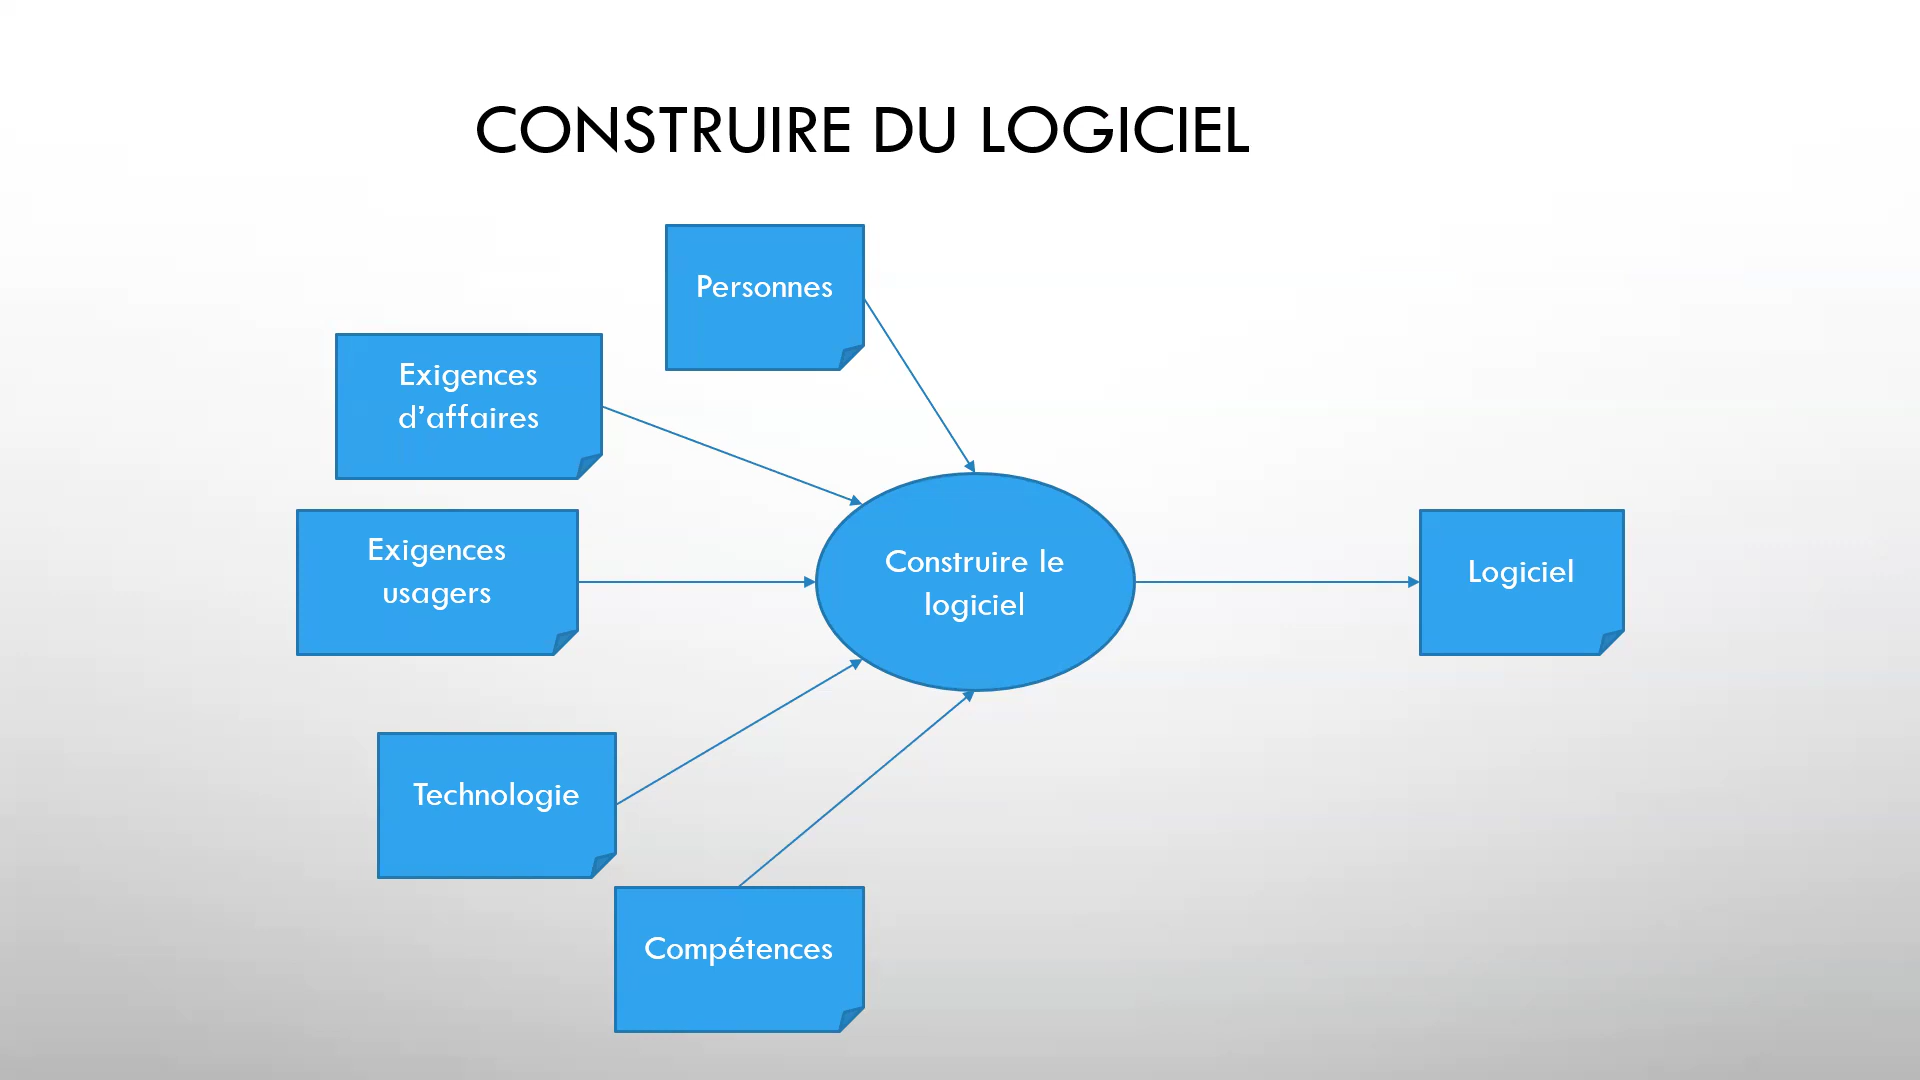 CONSTRUIRE DU LOGICIEL
Personnes
Exigences
d’affaires
Exigences
usagers
Construire le
logiciel
Logiciel
Technologie
Compétences